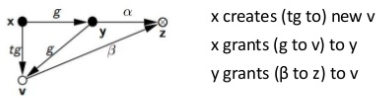 x g y α z
tg g β
v
x creates (tg to) new v
x grants (g to v) to y
y grants (β to z) to v